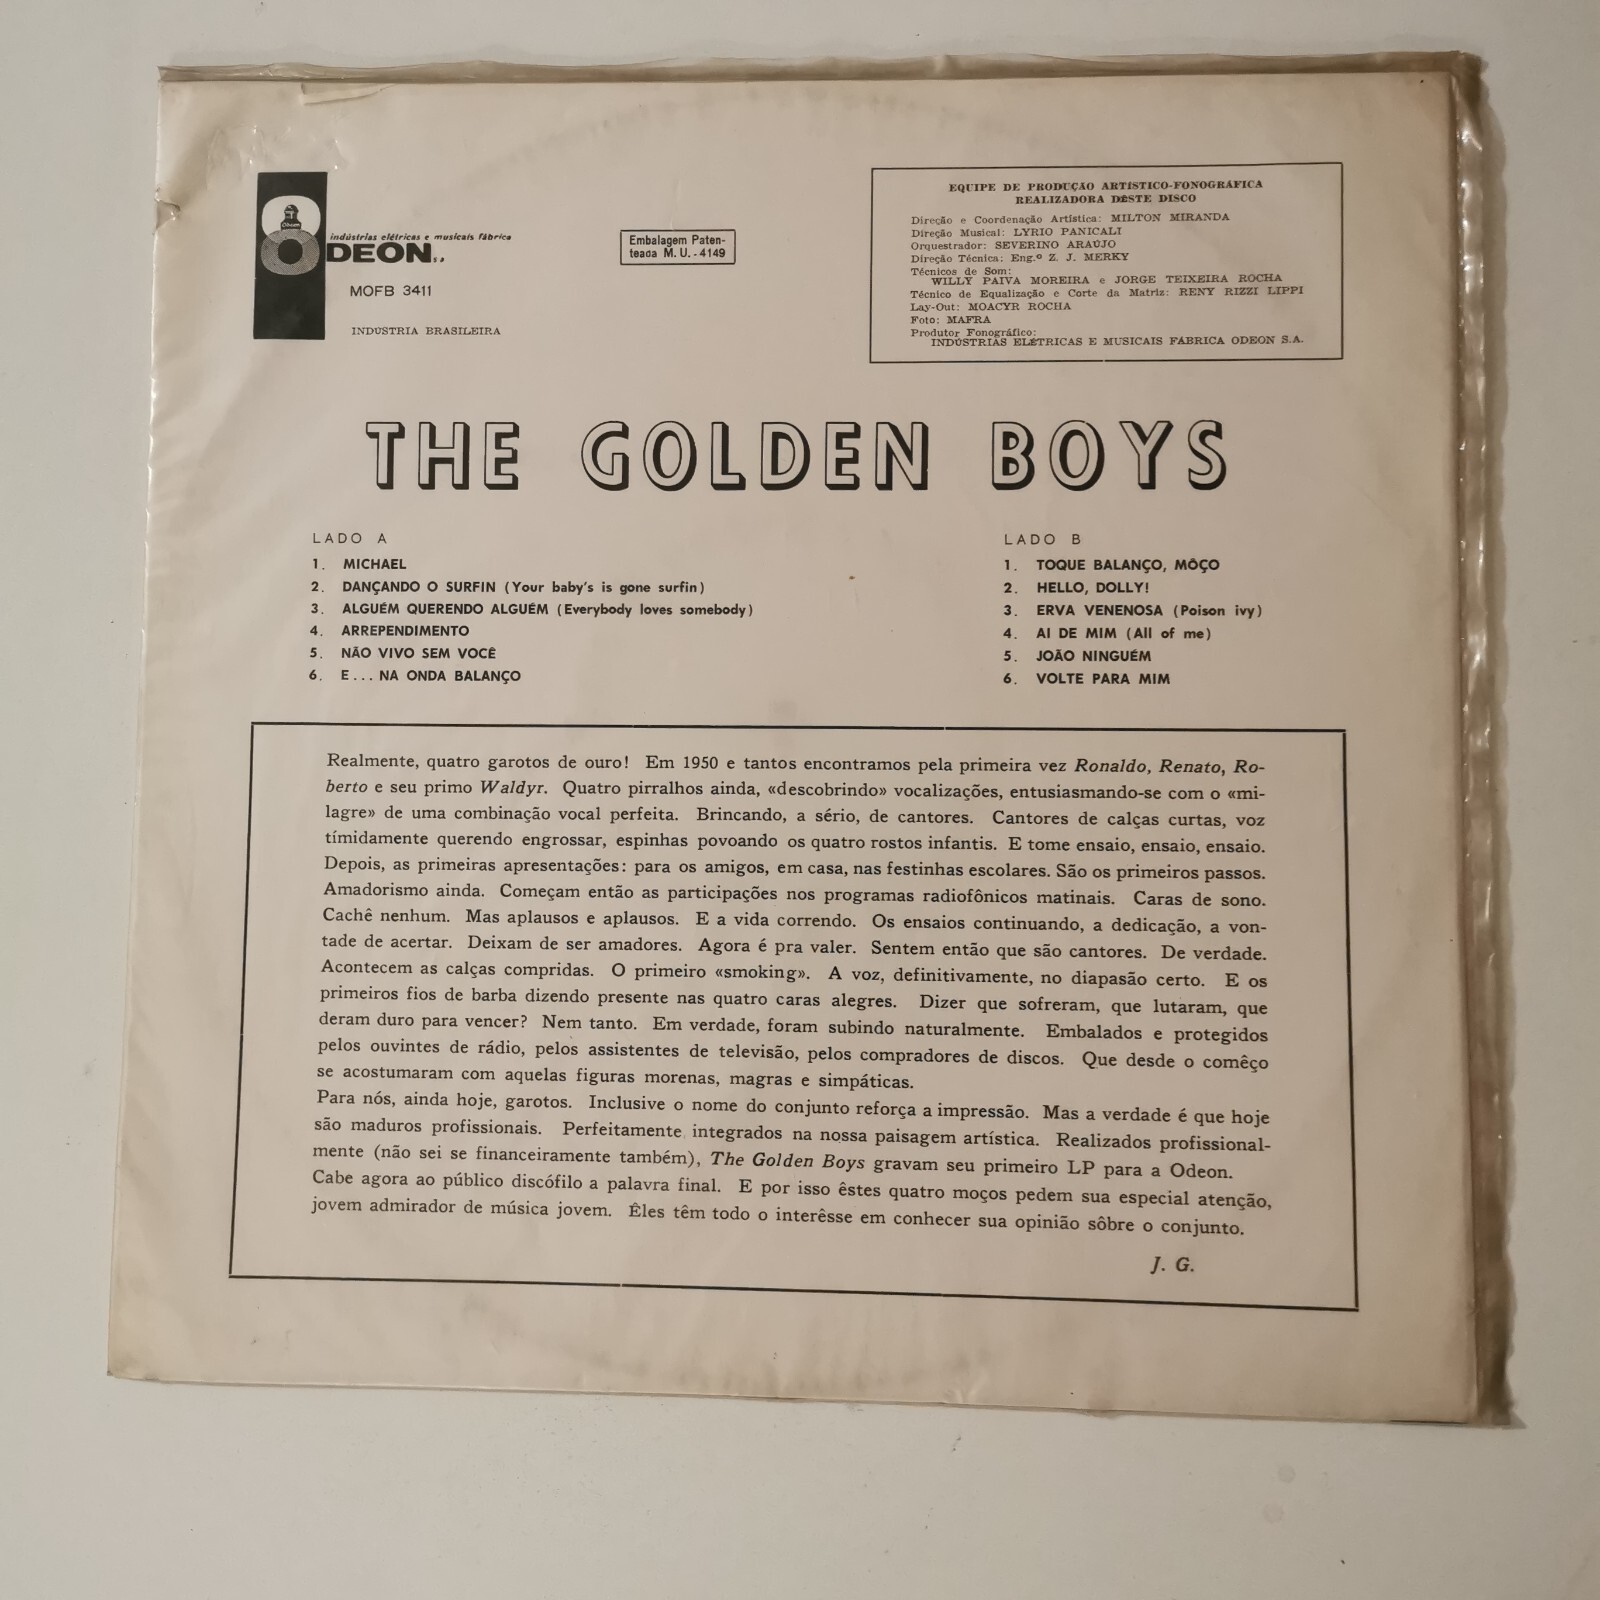 indústrias elétricas e musicais fábrica
ODEON S.A.
MOFB 3411
INDÚSTRIA BRASILEIRA
Embalagem Paten-
teada M. U. - 4149
EQUIPE DE PRODUÇÃO ARTÍSTICO-FONOGRÁFICA
REALIZADORA DÊSTE DISCO
Direção e Coordenação Artística: MILTON MIRANDA
Direção Musical: LYRIO PANICALI
Orquestrador: SEVERINO ARAÚJO
Direção Técnica: Eng.º Z. J. MERKY
Técnicos de Som:
WILLY PAIVA MOREIRA e JORGE TEIXEIRA ROCHA
Técnico de Equalização e Corte da Matriz: RENY RIZZI LIPPI
Lay-Out: MOACYR ROCHA
Foto: MAFRA
Produtor Fonográfico:
INDÚSTRIAS ELÉTRICAS E MUSICAIS FÁBRICA ODEON S.A.
THE GOLDEN BOYS
LADO A
1. MICHAEL
2. DANÇANDO O SURFIN (Your baby's is gone surfin)
3. ALGUÉM QUERENDO ALGUÉM (Everybody loves somebody)
4. ARREPENDIMENTO
5. NÃO VIVO SEM VOCÊ
6. E... NA ONDA BALANÇO
LADO B
1. TOQUE BALANÇO, MÔÇO
2. HELLO, DOLLY!
3. ERVA VENENOSA (Poison ivy)
4. AI DE MIM (All of me)
5. JOÃO NINGUÉM
6. VOLTE PARA MIM
Realmente, quatro garotos de ouro! Em 1950 e tantos encontramos pela primeira vez Ronaldo, Renato, Ro-
berto e seu primo Waldyr. Quatro pirralhos ainda, «descobrindo» vocalizações, entusiasmando-se com o «mi-
lagre» de uma combinação vocal perfeita. Brincando, a sério, de cantores. Cantores de calças curtas, voz
tímidamente querendo engrossar, espinhas povoando os quatro rostos infantis. E tome ensaio, ensaio, ensaio.
Depois, as primeiras apresentações: para os amigos, em casa, nas festinhas escolares. São os primeiros passos.
Amadorismo ainda. Começam então as participações nos programas radiofônicos matinais. Caras de sono.
Cachê nenhum. Mas aplausos e aplausos. E a vida correndo. Os ensaios continuando, a dedicação, a von-
tade de acertar. Deixam de ser amadores. Agora é pra valer. Sentem então que são cantores. De verdade.
Acontecem as calças compridas. O primeiro «smoking». A voz, definitivamente, no diapasão certo. E os
primeiros fios de barba dizendo presente nas quatro caras alegres. Dizer que sofreram, que lutaram, que
deram duro para vencer? Nem tanto. Em verdade, foram subindo naturalmente. Embalados e protegidos
pelos ouvintes de rádio, pelos assistentes de televisão, pelos compradores de discos. Que desde o comêço
se acostumaram com aquelas figuras morenas, magras e simpáticas.
Para nós, ainda hoje, garotos. Inclusive o nome do conjunto reforça a impressão. Mas a verdade é que hoje
são maduros profissionais. Perfeitamente integrados na nossa paisagem artística. Realizados profissional-
mente (não sei se financeiramente também), The Golden Boys gravam seu primeiro LP para a Odeon.
Cabe agora ao público discófilo a palavra final. E por isso êstes quatro moços pedem sua especial atenção,
jovem admirador de música jovem. Êles têm todo o interêsse em conhecer sua opinião sôbre o conjunto.
J. G.